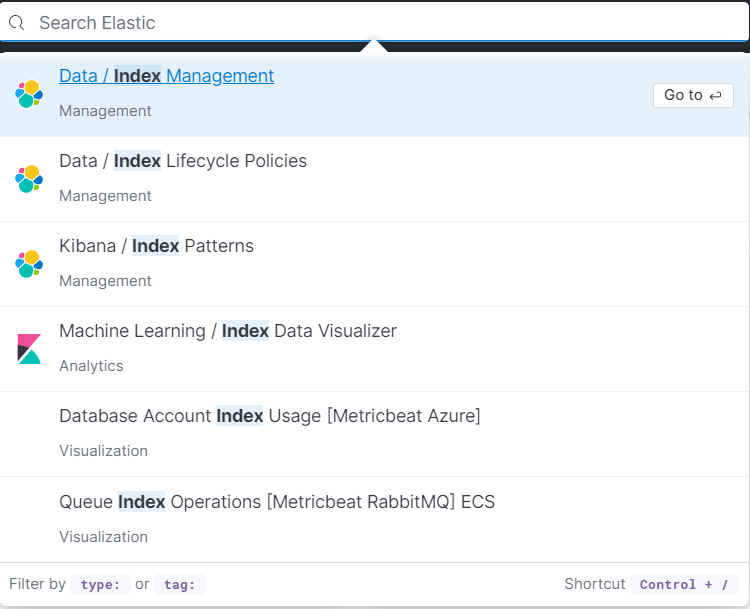 Search Elastic
Data / Index Management
Management
Go to
Data / Index Lifecycle Policies
Management
Kibana / Index Patterns
Management
Machine Learning / Index Data Visualizer
Analytics
Database Account Index Usage [Metricbeat Azure]
Visualization
Queue Index Operations [Metricbeat RabbitMQ] ECS
Visualization
Filter by type: or tag: Shortcut Control + /